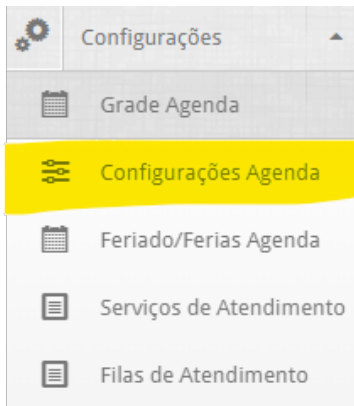 Configurações
Grade Agenda
Configurações Agenda
Feriado/Ferias Agenda
Serviços de Atendimento
Filas de Atendimento